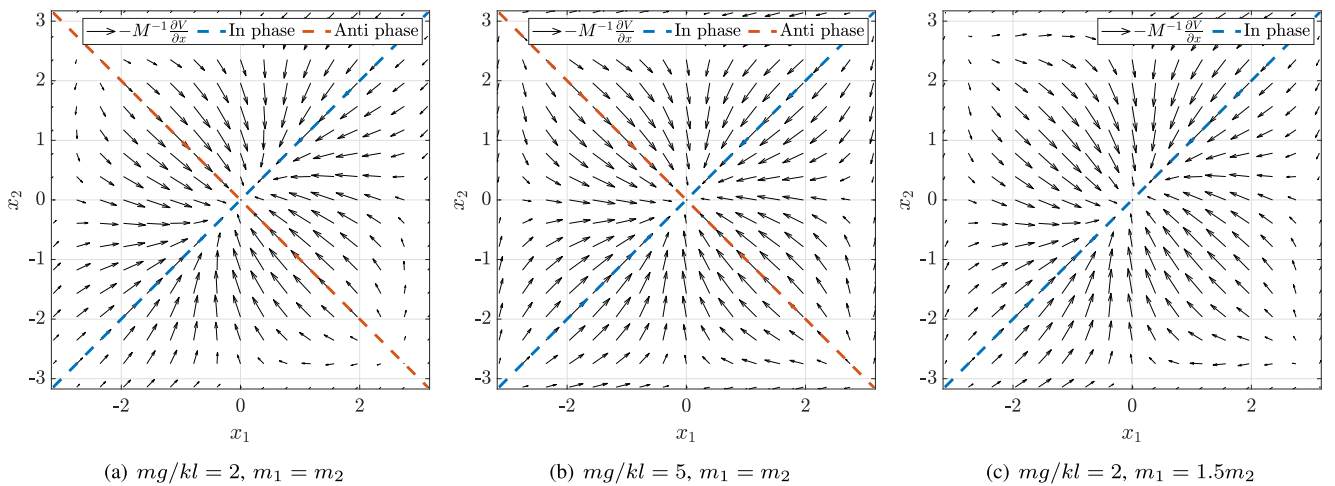 3
2
1
0
-1
-2
-3
-2
0
2
x₂
x₁
−M⁻¹ ∂V/∂x In phase Anti phase
(a) mg/kl = 2, m₁ = m₂
3
2
1
0
-1
-2
-3
-2
0
2
x₂
x₁
−M⁻¹ ∂V/∂x In phase Anti phase
(b) mg/kl = 5, m₁ = m₂
3
2
1
0
-1
-2
-3
-2
0
2
x₂
x₁
−M⁻¹ ∂V/∂x In phase
(c) mg/kl = 2, m₁ = 1.5m₂